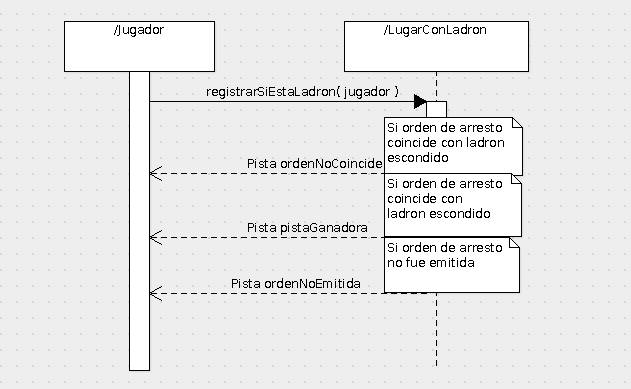 /Jugador
/LugarConLadron
registrarSiEstaLadron( jugador )
Si orden de arresto
coincide con ladron
escondido
Pista ordenNoCoincide
Si orden de arresto
coincide con
ladron escondido
Pista pistaGanadora
Si orden de arresto
no fue emitida
Pista ordenNoEmitida